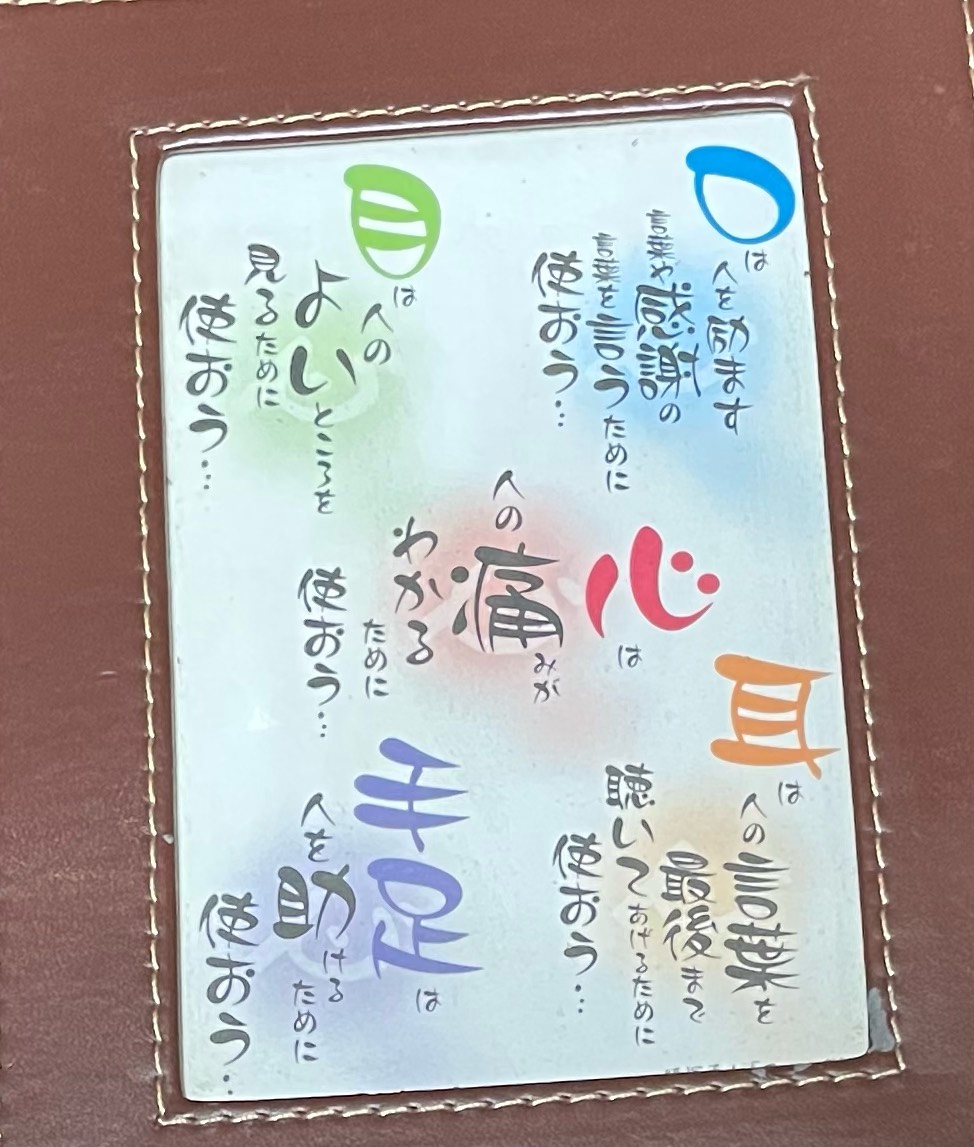 口は
人を励ます
言葉や感謝の
言葉を言うために
使おう…
目は
人の
よいところを
見るために
使おう…
心は
人の痛みが
わかる
ために
使おう…
耳は
人の言葉を
最後まで
聴いてあげるために
使おう…
手足は
人を助ける
ために
使おう…